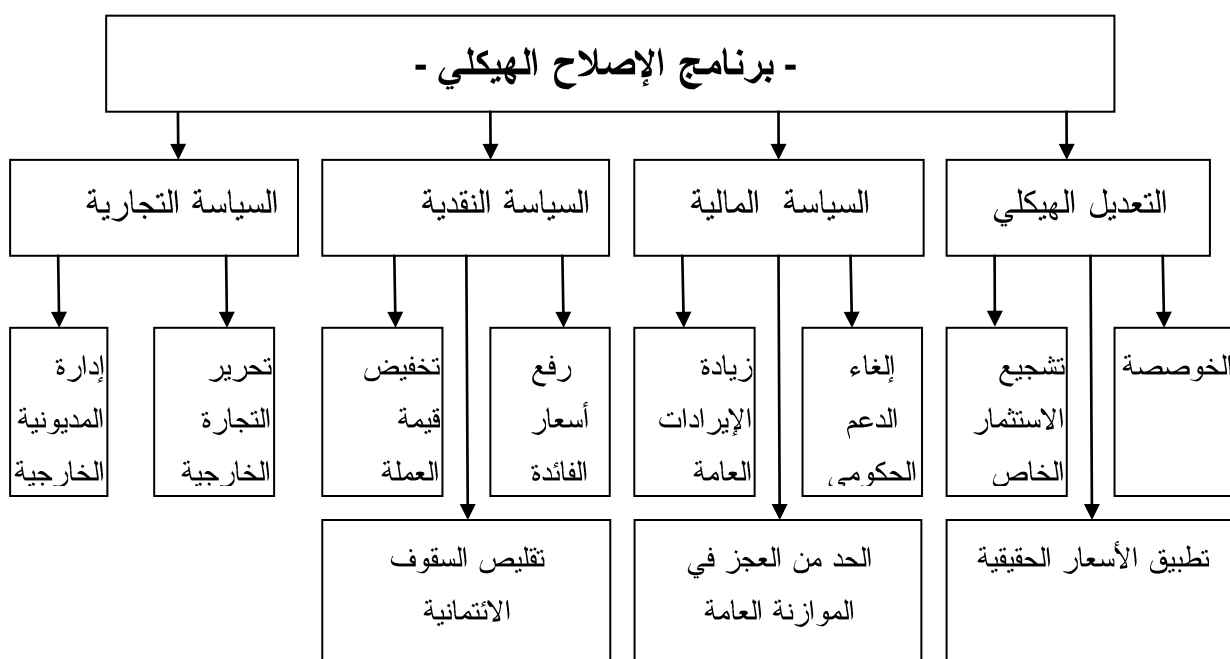 - برنامج الإصلاح الهيكلي -
التعديل الهيكلي
السياسة المالية
السياسة النقدية
السياسة التجارية
الخوصصة
تشجيع
الاستثمار
الخاص
إلغاء
الدعم
الحكومي
زيادة
الإيرادات
العامة
رفع
أسعار
الفائدة
تخفيض
قيمة
العملة
تحرير
التجارة
الخارجية
إدارة
المديونية
الخارجية
تطبيق الأسعار الحقيقية
الحد من العجز في
الموازنة العامة
تقليص السقوف
الائتمانية